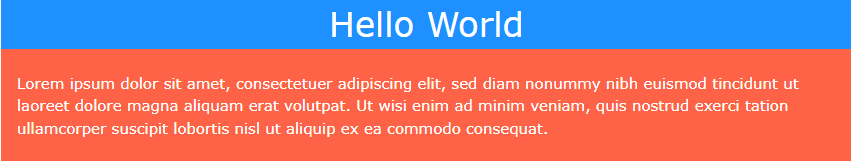 Hello World
Lorem ipsum dolor sit amet, consectetuer adipiscing elit, sed diam nonummy nibh euismod tincidunt ut
laoreet dolore magna aliquam erat volutpat. Ut wisi enim ad minim veniam, quis nostrud exerci tation
ullamcorper suscipit lobortis nisl ut aliquip ex ea commodo consequat.